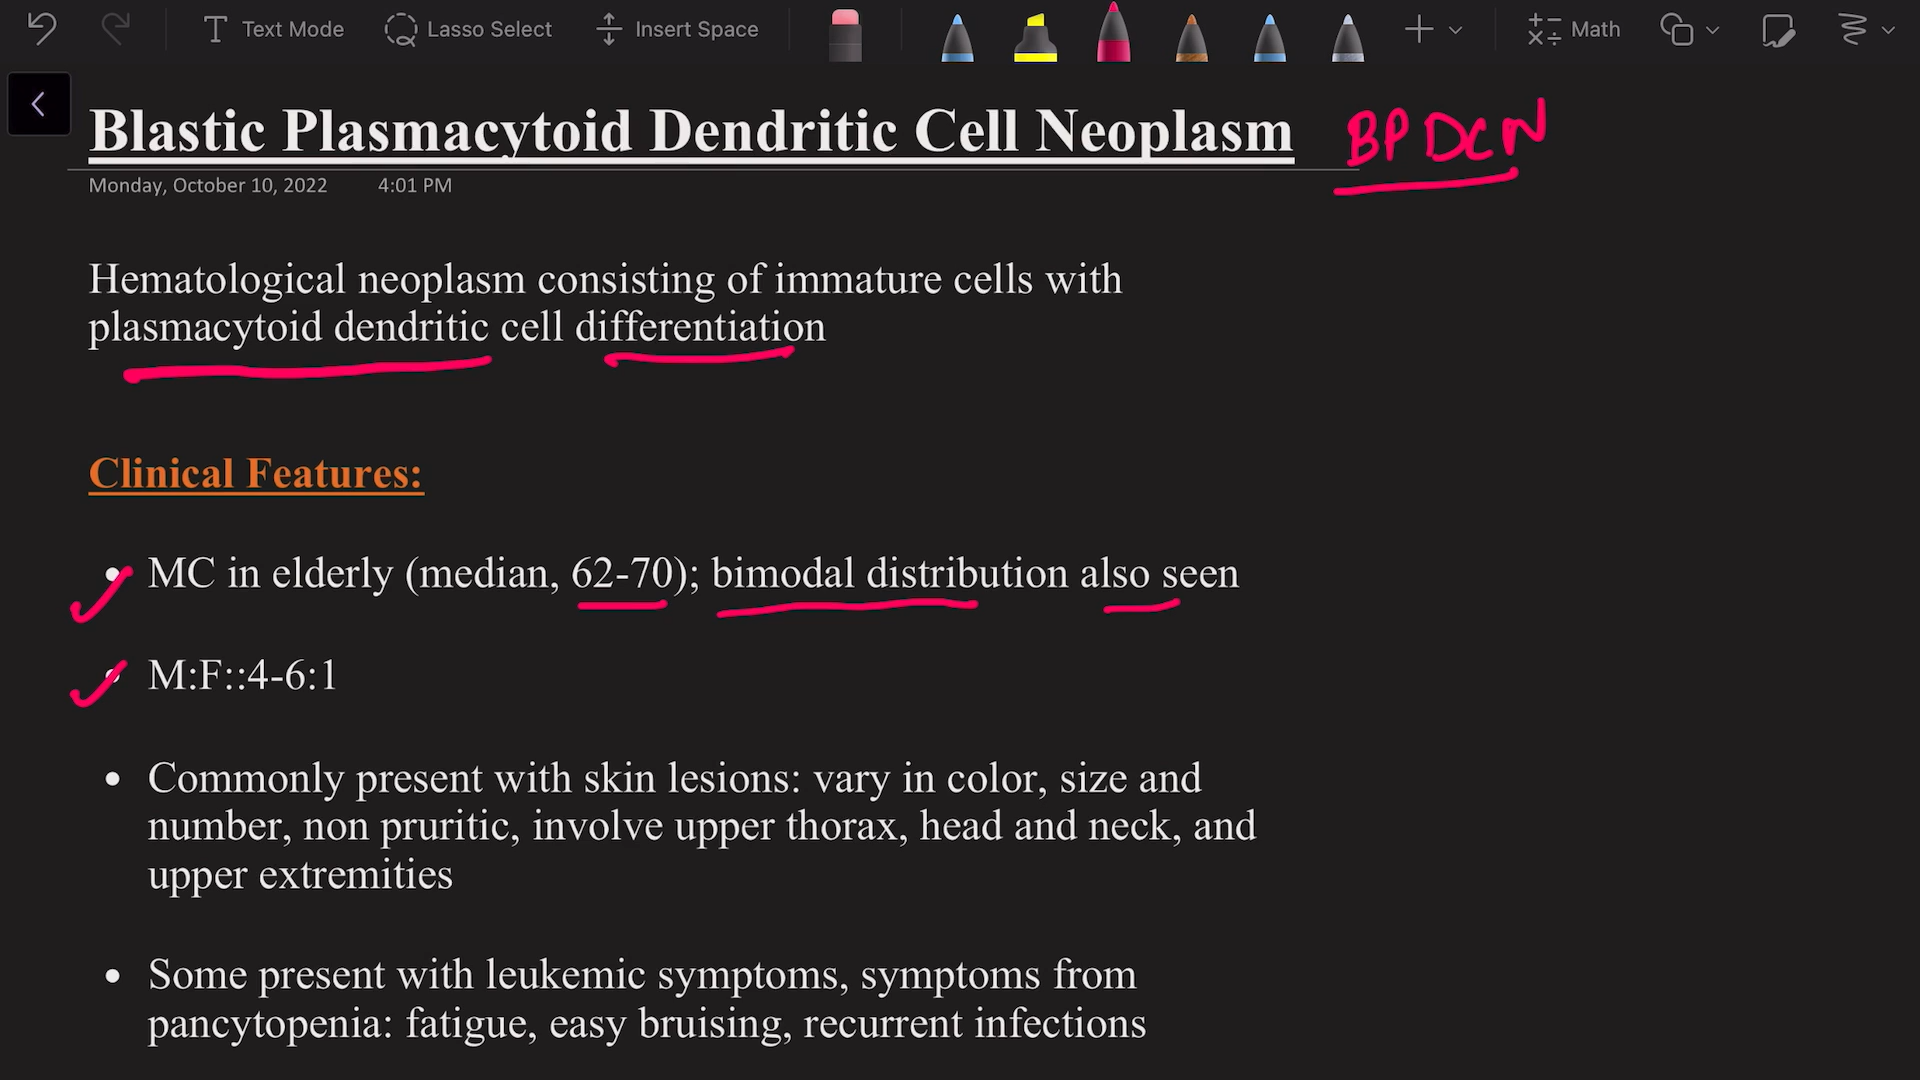 Text Mode Lasso Select Insert Space Math
Blastic Plasmacytoid Dendritic Cell Neoplasm BPDCN
Monday, October 10, 2022 4:01 PM
Hematological neoplasm consisting of immature cells with
plasmacytoid dendritic cell differentiation
Clinical Features:
• MC in elderly (median, 62-70); bimodal distribution also seen
• M:F::4-6:1
• Commonly present with skin lesions: vary in color, size and
number, non pruritic, involve upper thorax, head and neck, and
upper extremities
• Some present with leukemic symptoms, symptoms from
pancytopenia: fatigue, easy bruising, recurrent infections